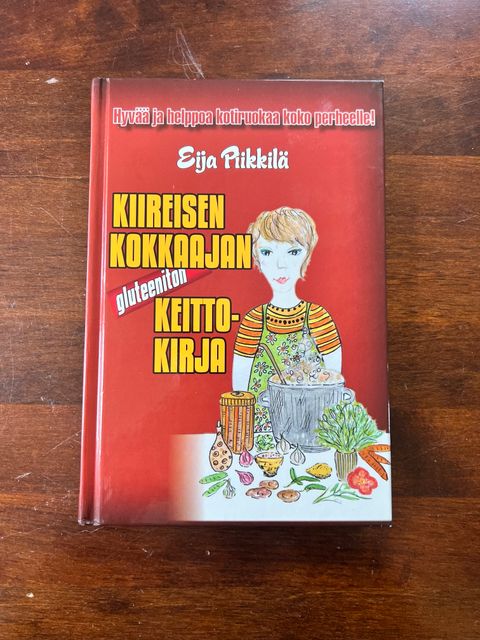 Hyvää ja helppoa kotiruokaa koko perheelle!
Eija Piikkilä
KIIREISEN
KOKKAAJAN
gluteeniton
KEITTO-
KIRJA